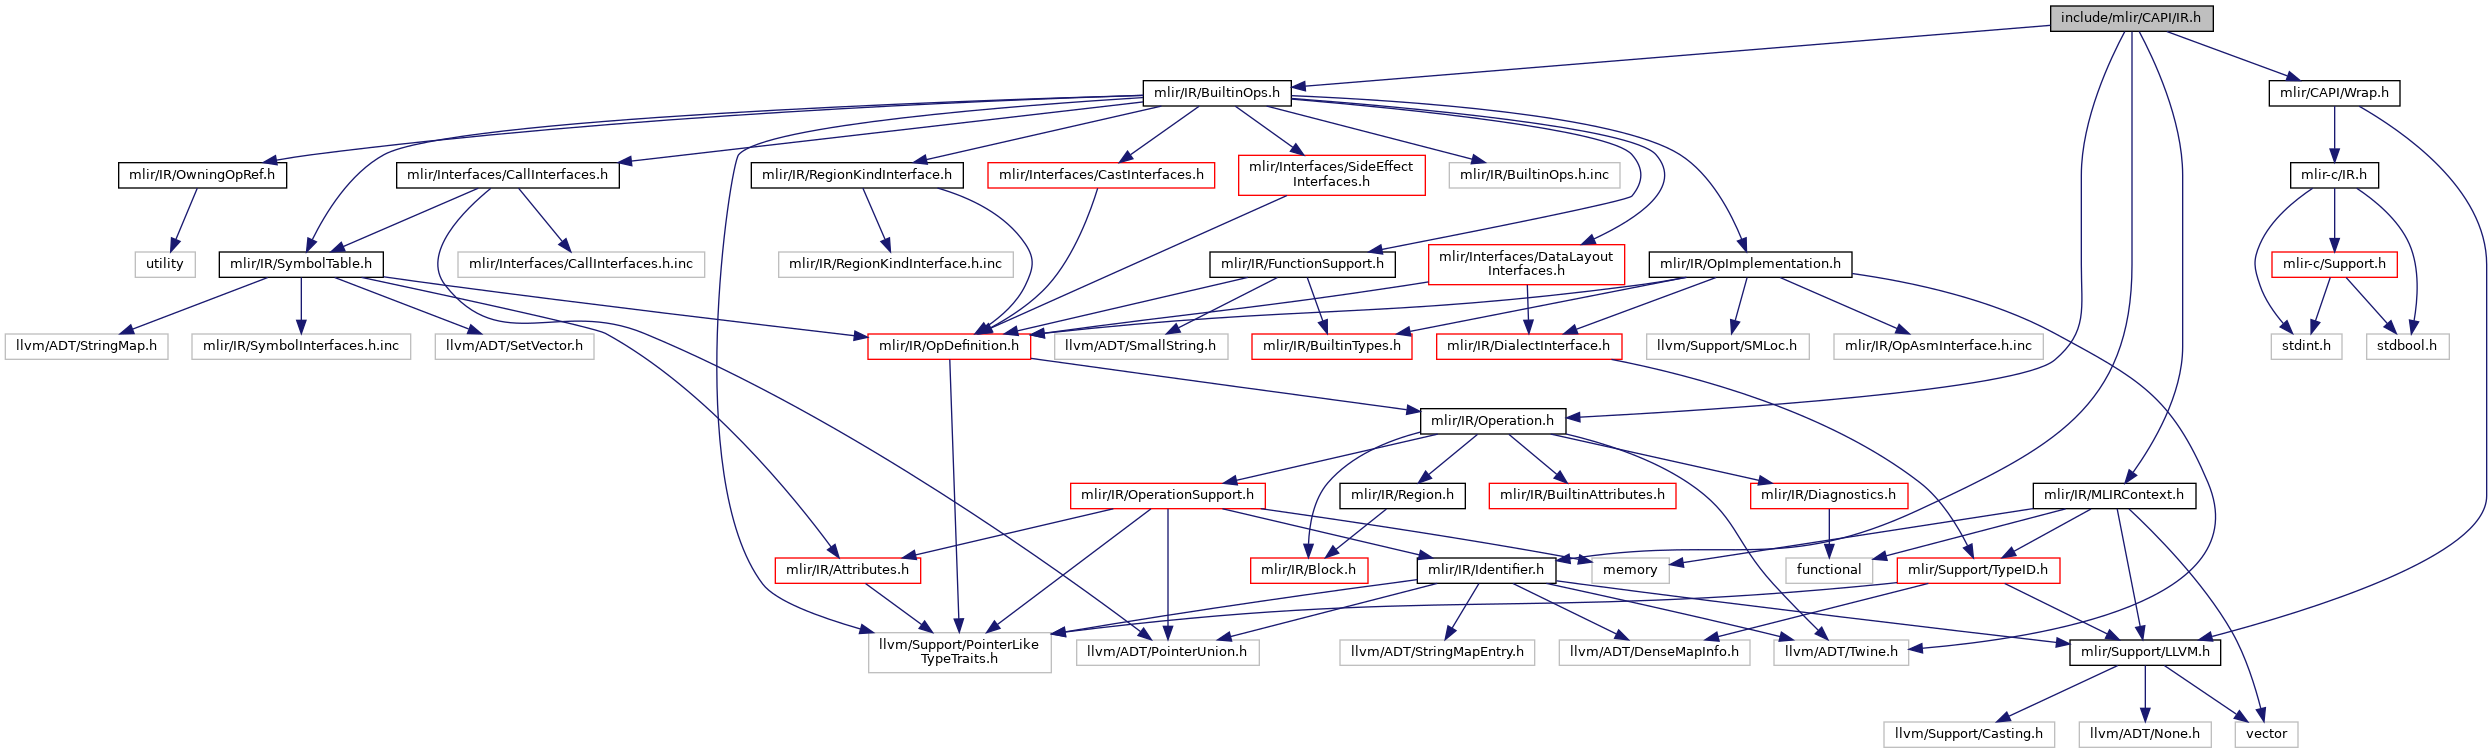 include/mlir/CAPI/IR.h
mlir/IR/BuiltinOps.h
mlir/CAPI/Wrap.h
mlir/IR/OwningOpRef.h
mlir/Interfaces/CallInterfaces.h
mlir/IR/RegionKindInterface.h
mlir/Interfaces/CastInterfaces.h
mlir/Interfaces/SideEffect
Interfaces.h
mlir/IR/BuiltinOps.h.inc
mlir-c/IR.h
utility
mlir/IR/SymbolTable.h
mlir/Interfaces/CallInterfaces.h.inc
mlir/IR/RegionKindInterface.h.inc
mlir/IR/FunctionSupport.h
mlir/Interfaces/DataLayout
Interfaces.h
mlir/IR/OpImplementation.h
mlir-c/Support.h
llvm/ADT/StringMap.h
mlir/IR/SymbolInterfaces.h.inc
llvm/ADT/SetVector.h
mlir/IR/OpDefinition.h
llvm/ADT/SmallString.h
mlir/IR/BuiltinTypes.h
mlir/IR/DialectInterface.h
llvm/Support/SMLoc.h
mlir/IR/OpAsmInterface.h.inc
stdint.h
stdbool.h
mlir/IR/Operation.h
mlir/IR/OperationSupport.h
mlir/IR/Region.h
mlir/IR/BuiltinAttributes.h
mlir/IR/Diagnostics.h
mlir/IR/MLIRContext.h
mlir/IR/Attributes.h
mlir/IR/Block.h
mlir/IR/Identifier.h
memory
functional
mlir/Support/TypeID.h
llvm/Support/PointerLike
TypeTraits.h
llvm/ADT/PointerUnion.h
llvm/ADT/StringMapEntry.h
llvm/ADT/DenseMapInfo.h
llvm/ADT/Twine.h
mlir/Support/LLVM.h
llvm/Support/Casting.h
llvm/ADT/None.h
vector